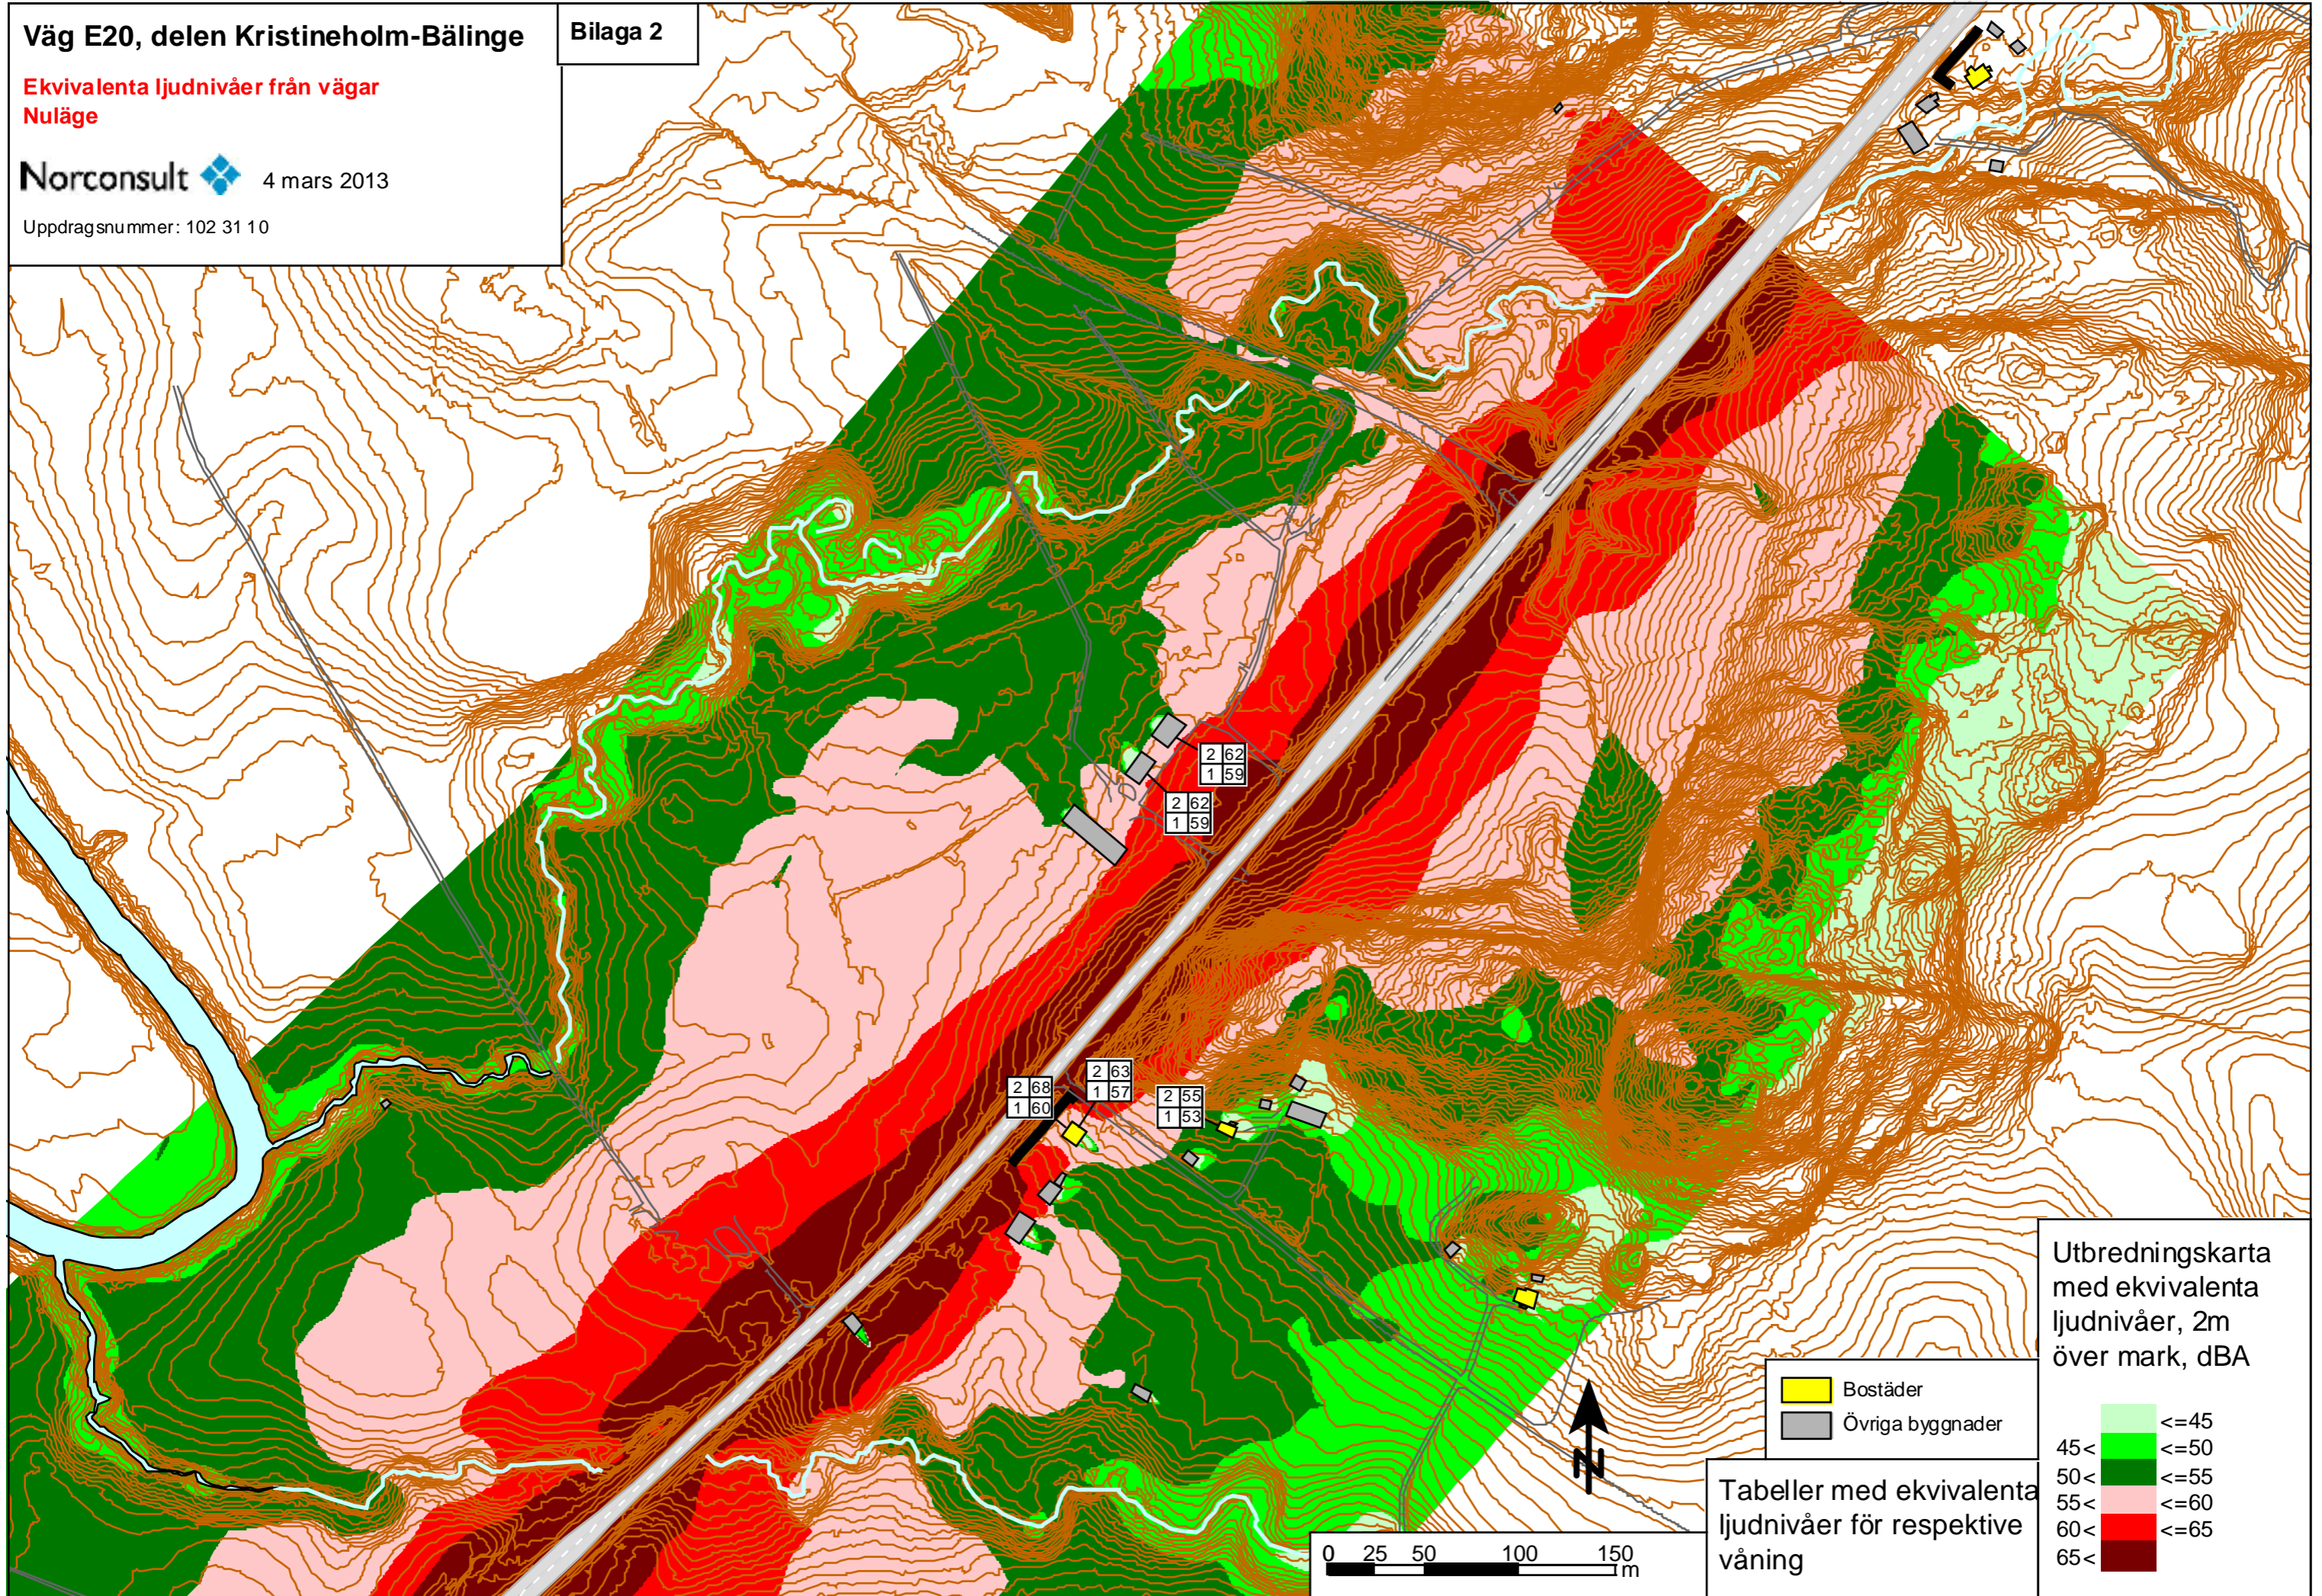 Väg E20, delen Kristineholm-Bälinge
Bilaga 2
Ekvivalenta ljudnivåer från vägar
Nuläge
Norconsult 4 mars 2013
Uppdragsnummer: 102 31 10
2 62
1 59
2 62
1 59
2 68
1 60
2 63
1 57
2 55
1 53
Utbredningskarta
med ekvivalenta
ljudnivåer, 2m
över mark, dBA
<=45
45< <=50
50< <=55
55< <=60
60< <=65
65<
Bostäder
Övriga byggnader
N
Tabeller med ekvivalenta
ljudnivåer för respektive
våning
0 25 50 100 150
m